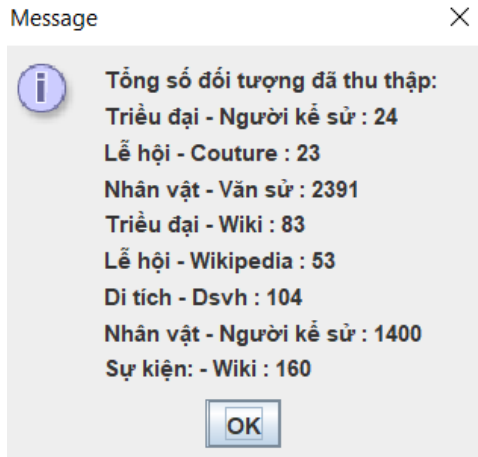 Message
Tổng số đối tượng đã thu thập:
Triều đại - Người kể sử : 24
Lễ hội - Couture : 23
Nhân vật - Văn sử : 2391
Triều đại - Wiki : 83
Lễ hội - Wikipedia : 53
Di tích - Dsvh : 104
Nhân vật - Người kể sử : 1400
Sự kiện: - Wiki : 160
OK